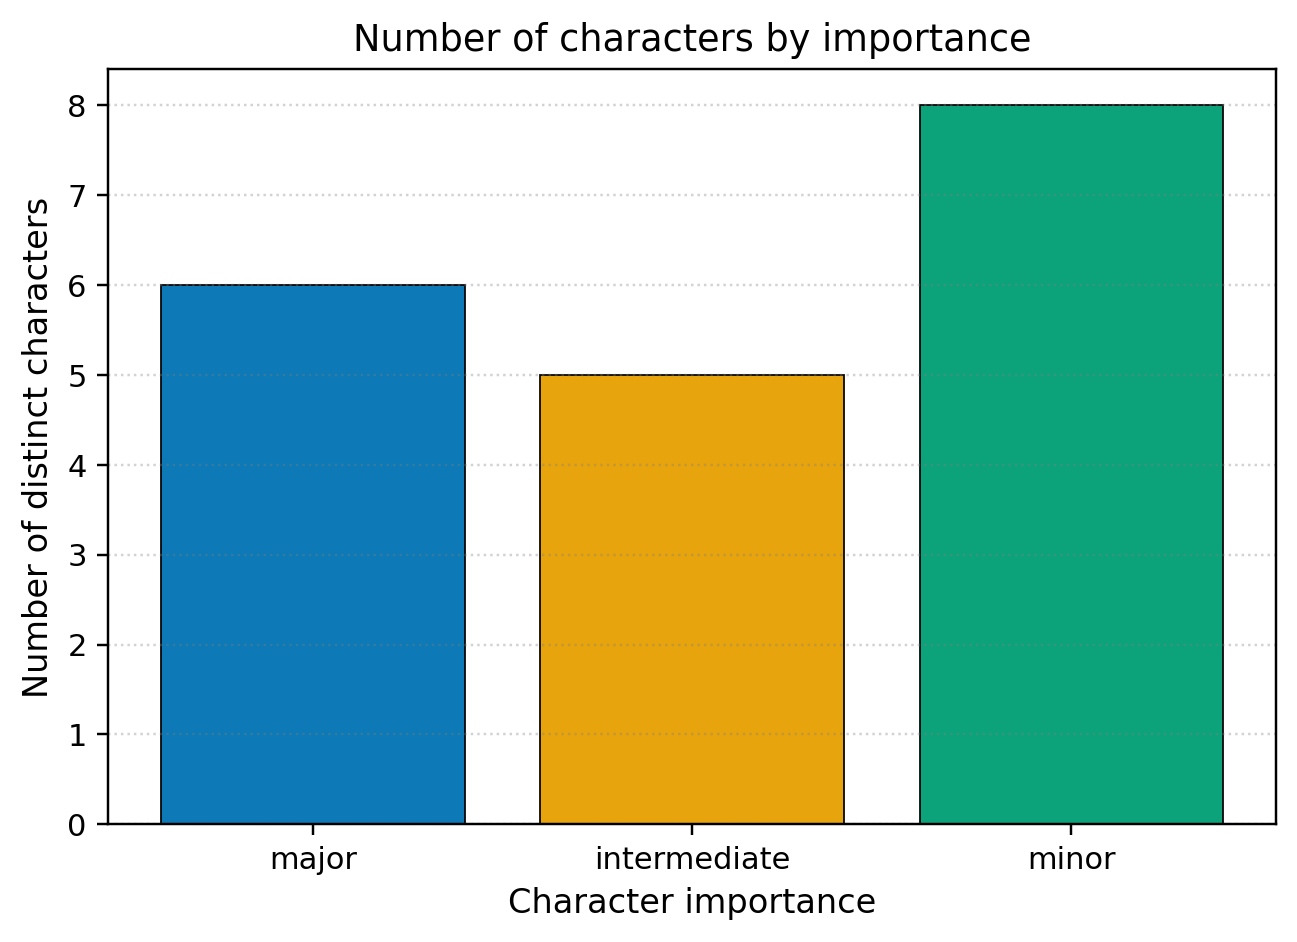 Number of characters by importance
Number of distinct characters
8
7
6
5
4
3
2
1
0
major
intermediate
minor
Character importance